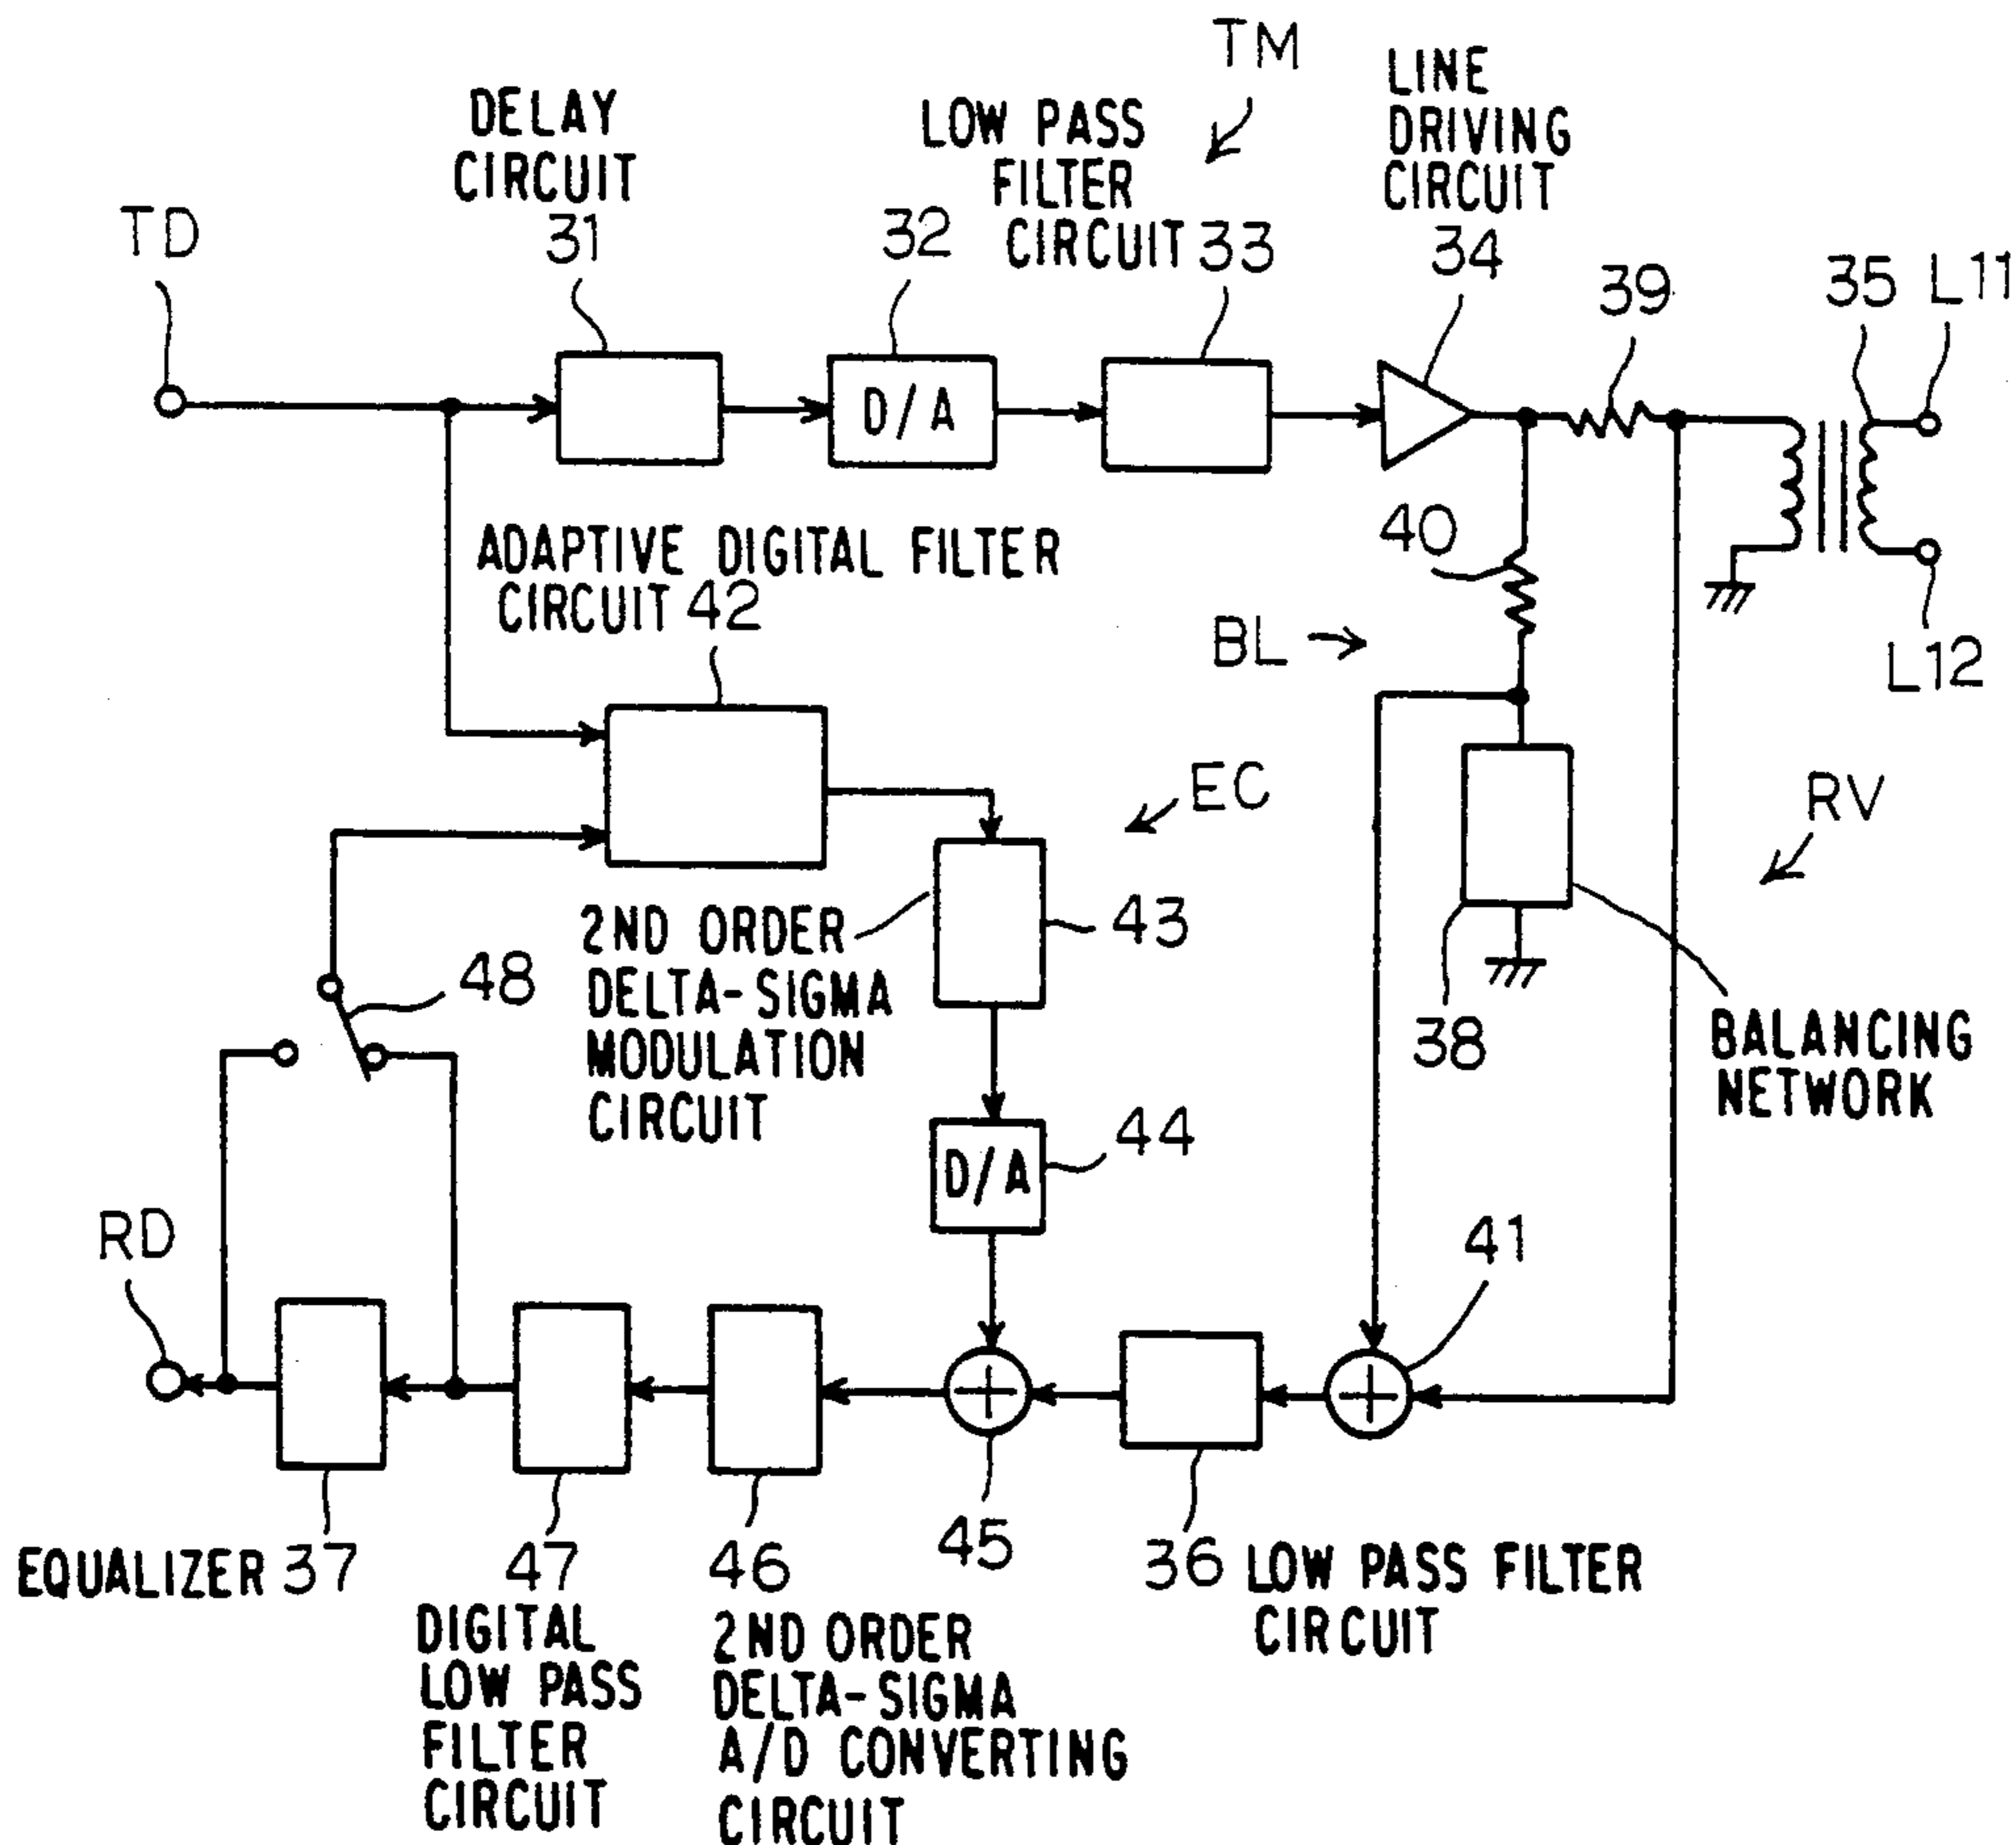 TM
DELAY
CIRCUIT
31
32
LOW PASS
FILTER
CIRCUIT 33
LINE
DRIVING
CIRCUIT
34
TD
39
35
L11
D/A
40
ADAPTIVE DIGITAL FILTER
CIRCUIT 42
BL
L12
EC
RV
2ND ORDER
DELTA-SIGMA
MODULATION
CIRCUIT
43
48
38
BALANCING
NETWORK
D/A
44
RD
41
EQUALIZER 37
47
DIGITAL
LOW PASS
FILTER
CIRCUIT
46
2ND ORDER
DELTA-SIGMA
A/D CONVERTING
CIRCUIT
45
36 LOW PASS FILTER
CIRCUIT